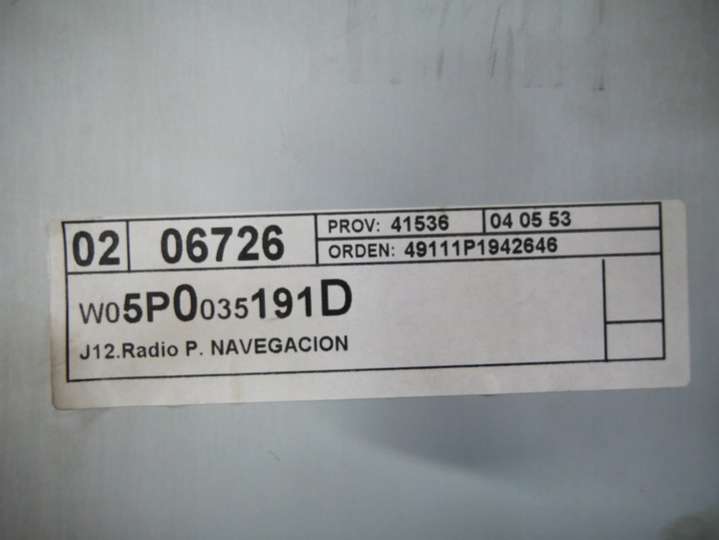 02 06726 PROV: 41536 04 05 53
ORDEN: 49111P1942646
W05P0035191D
J12.Radio P. NAVEGACION